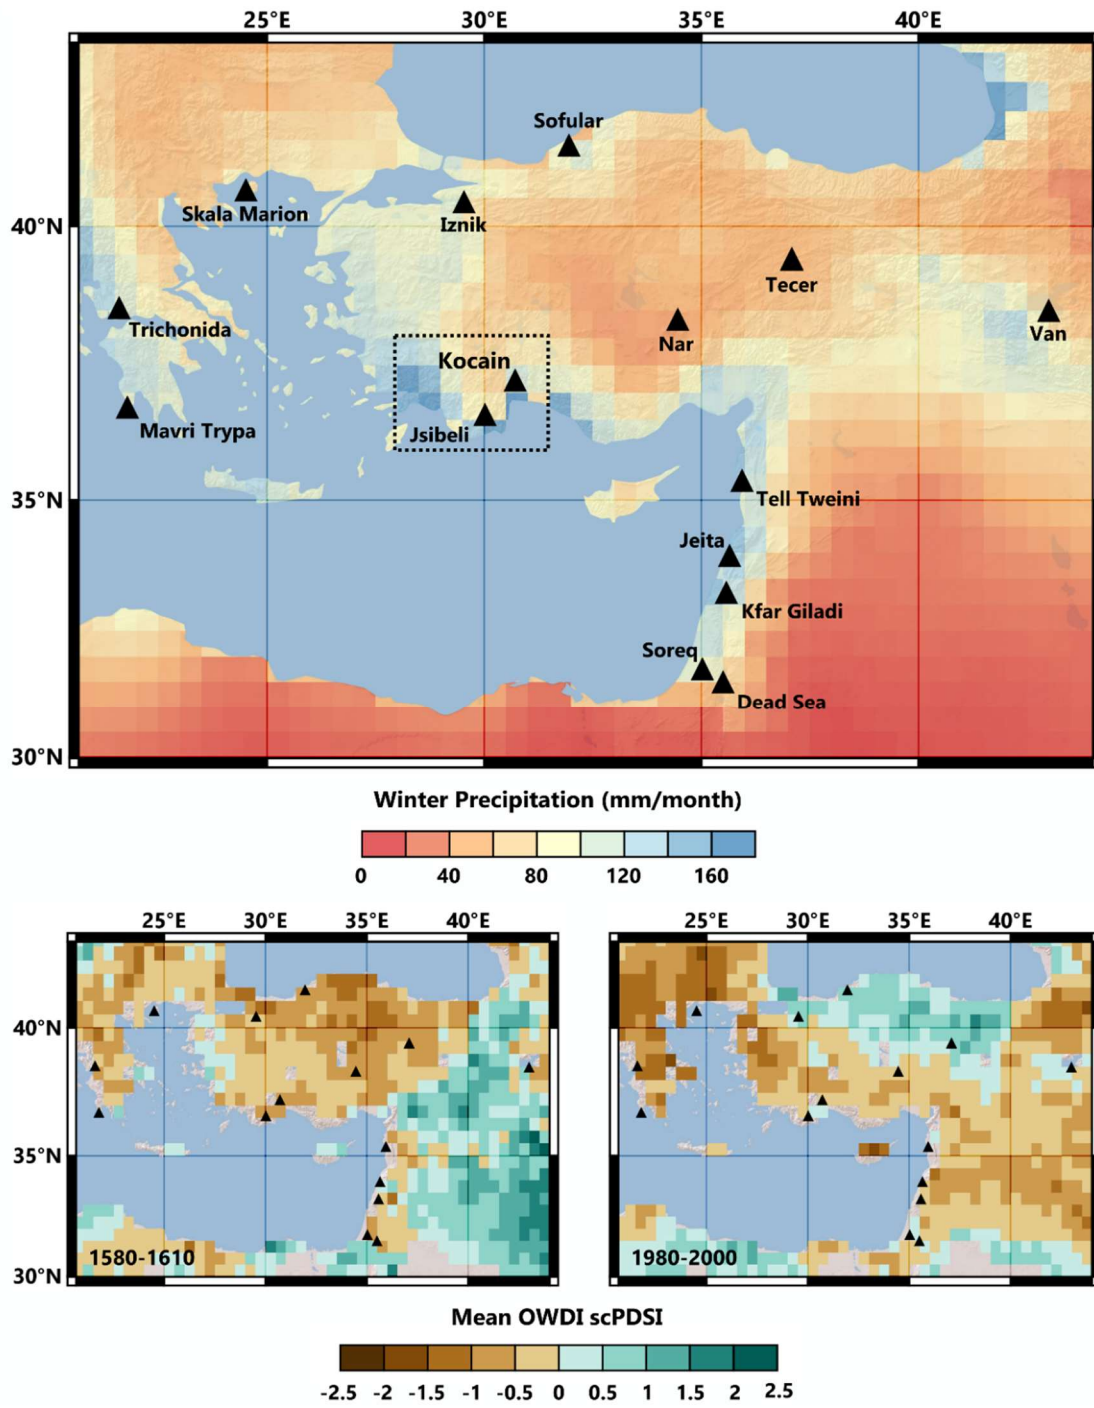 25°E 30°E 35°E 40°E
Sofular
Skala Marion
Iznik
40°N
Tecer
Trichonida
Nar
Van
Kocain
Mavri Trypa
Jsibeli
35°N
Tell Tweini
Jeita
Kfar Giladi
Soreq
Dead Sea
30°N
Winter Precipitation (mm/month)
0 40 80 120 160
25°E 30°E 35°E 40°E
40°N
35°N
1580-1610
30°N
25°E 30°E 35°E 40°E
40°N
35°N
1980-2000
30°N
Mean OWDI scPDSI
-2.5 -2 -1.5 -1 -0.5 0 0.5 1 1.5 2 2.5